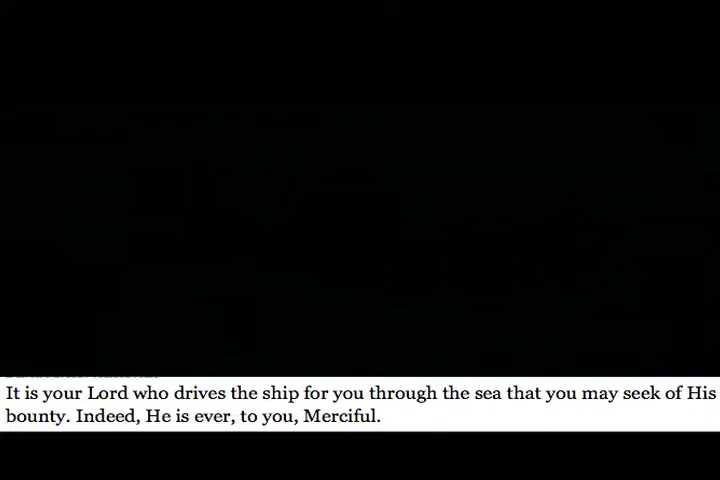 It is your Lord who drives the ship for you through the sea that you may seek of His
bounty. Indeed, He is ever, to you, Merciful.